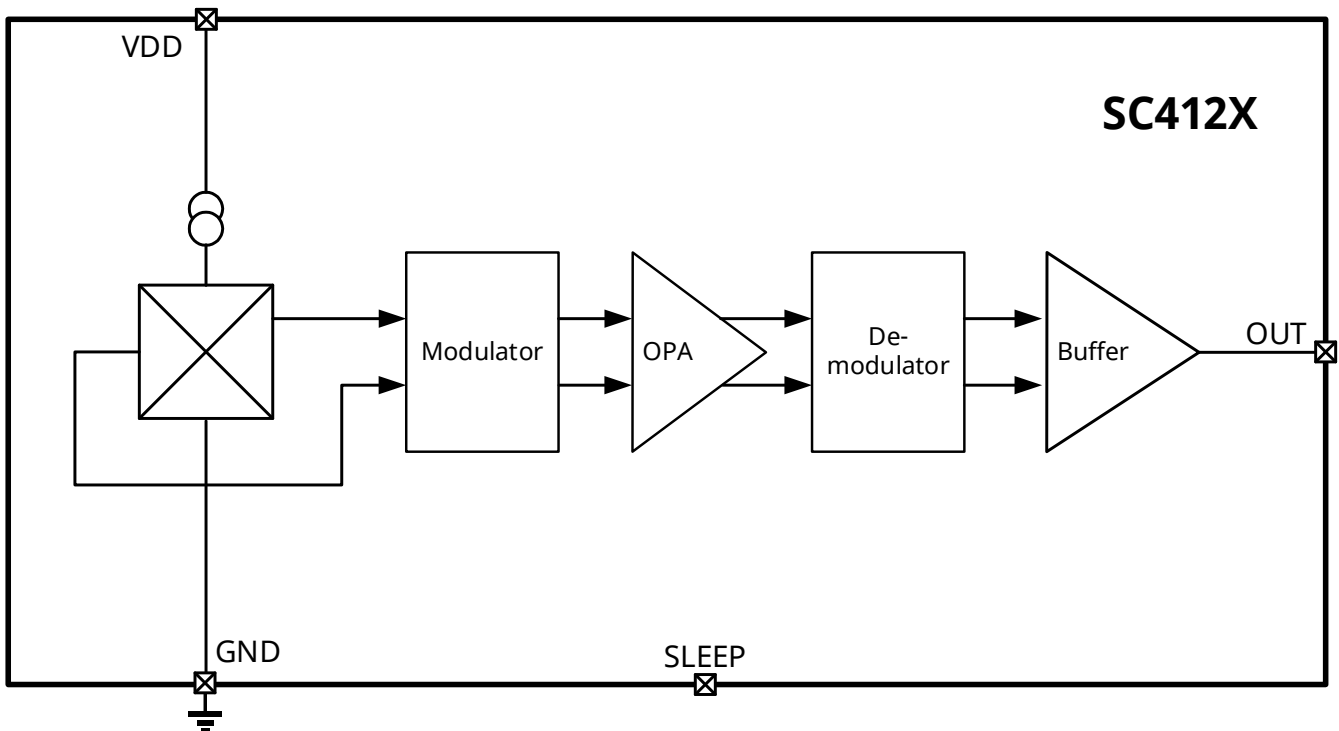 VDD
SC412X
Modulator
OPA
De-
modulator
Buffer
OUT
GND
SLEEP